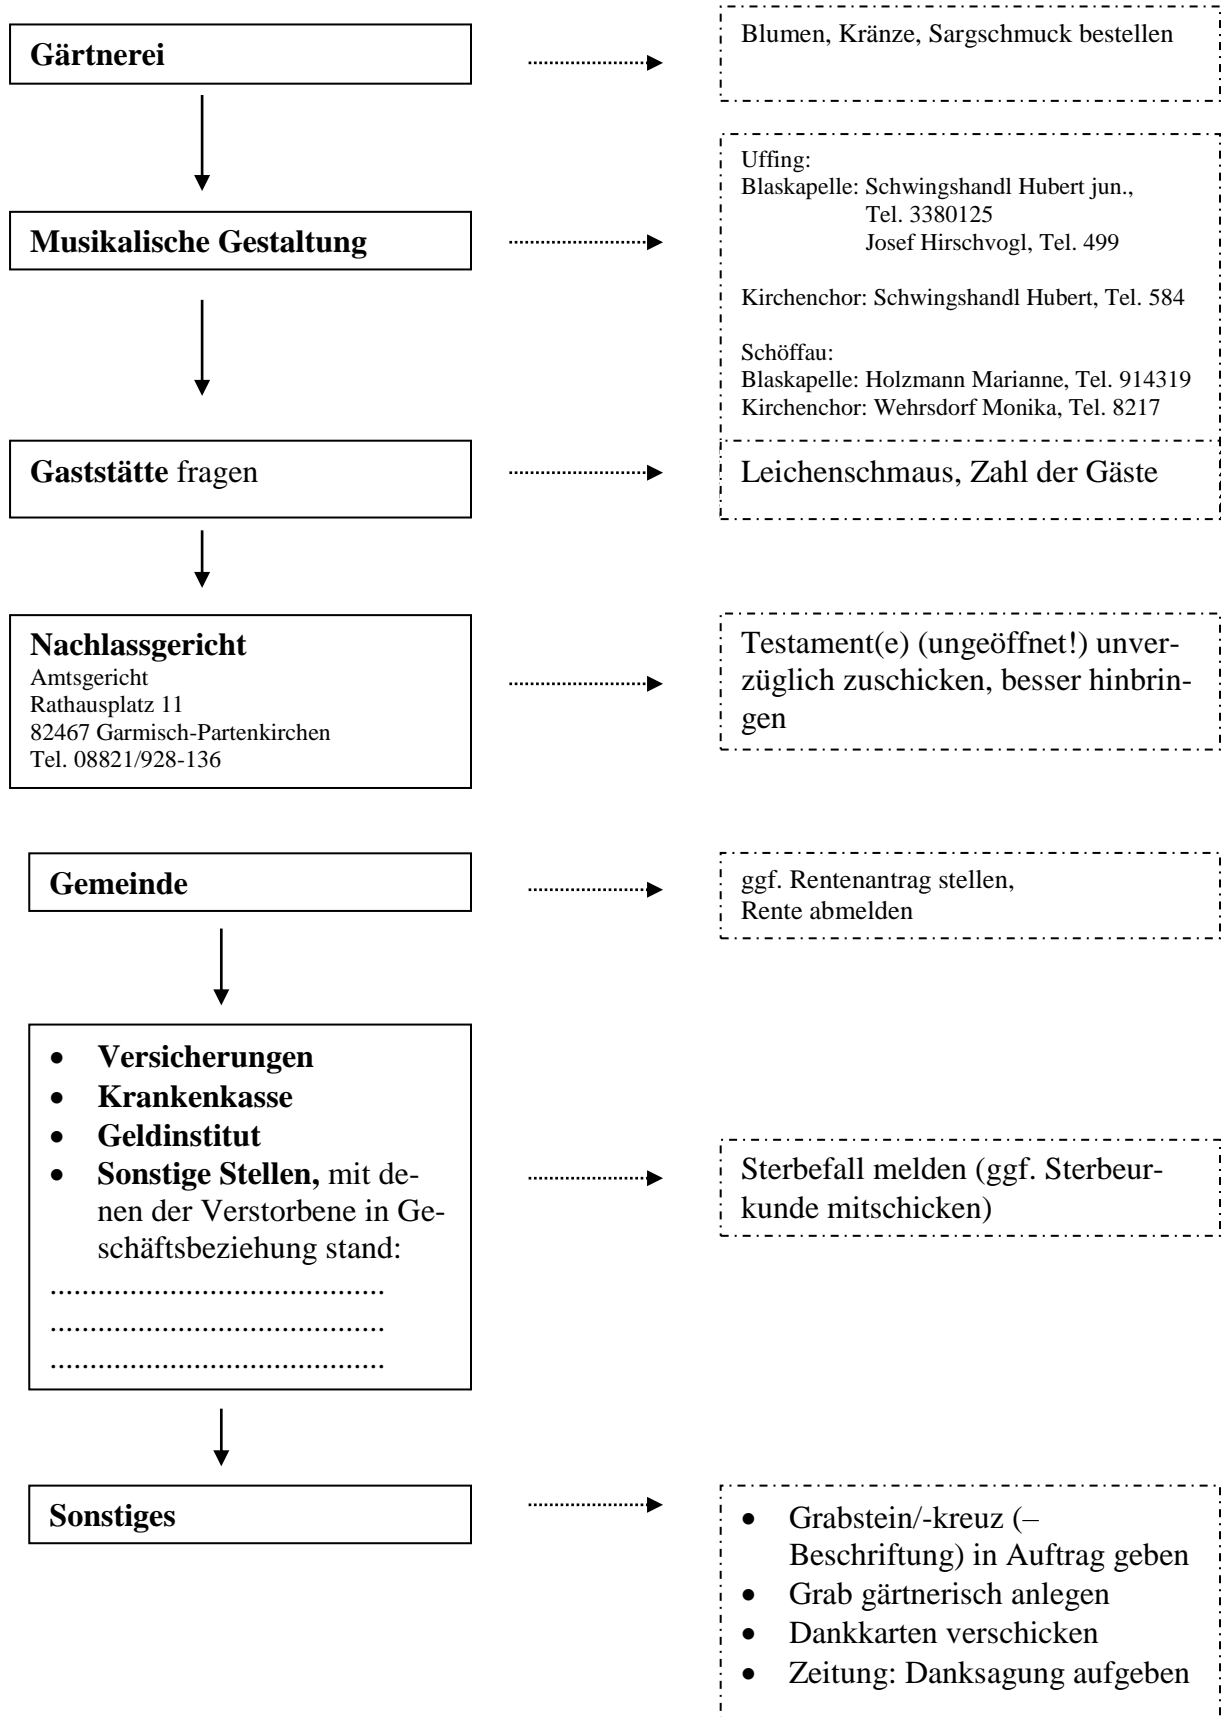 Gärtnerei
Blumen, Kränze, Sargschmuck bestellen
Musikalische Gestaltung
Uffing:
Blaskapelle: Schwingshandl Hubert jun.,
Tel. 3380125
Josef Hirschvogl, Tel. 499
Kirchenchor: Schwingshandl Hubert, Tel. 584
Schöffau:
Blaskapelle: Holzmann Marianne, Tel. 914319
Kirchenchor: Wehrsdorf Monika, Tel. 8217
Gaststätte fragen
Leichenschmaus, Zahl der Gäste
Nachlassgericht
Amtsgericht
Rathausplatz 11
82467 Garmisch-Partenkirchen
Tel. 08821/928-136
Testament(e) (ungeöffnet!) unver-
züglich zuschicken, besser hinbrin-
gen
Gemeinde
ggf. Rentenantrag stellen,
Rente abmelden
• Versicherungen
• Krankenkasse
• Geldinstitut
• Sonstige Stellen, mit de-
nen der Verstorbene in Ge-
schäftsbeziehung stand:
..........................................
..........................................
..........................................
Sterbefall melden (ggf. Sterbeur-
kunde mitschicken)
Sonstiges
• Grabstein/-kreuz (–
Beschriftung) in Auftrag geben
• Grab gärtnerisch anlegen
• Dankkarten verschicken
• Zeitung: Danksagung aufgeben